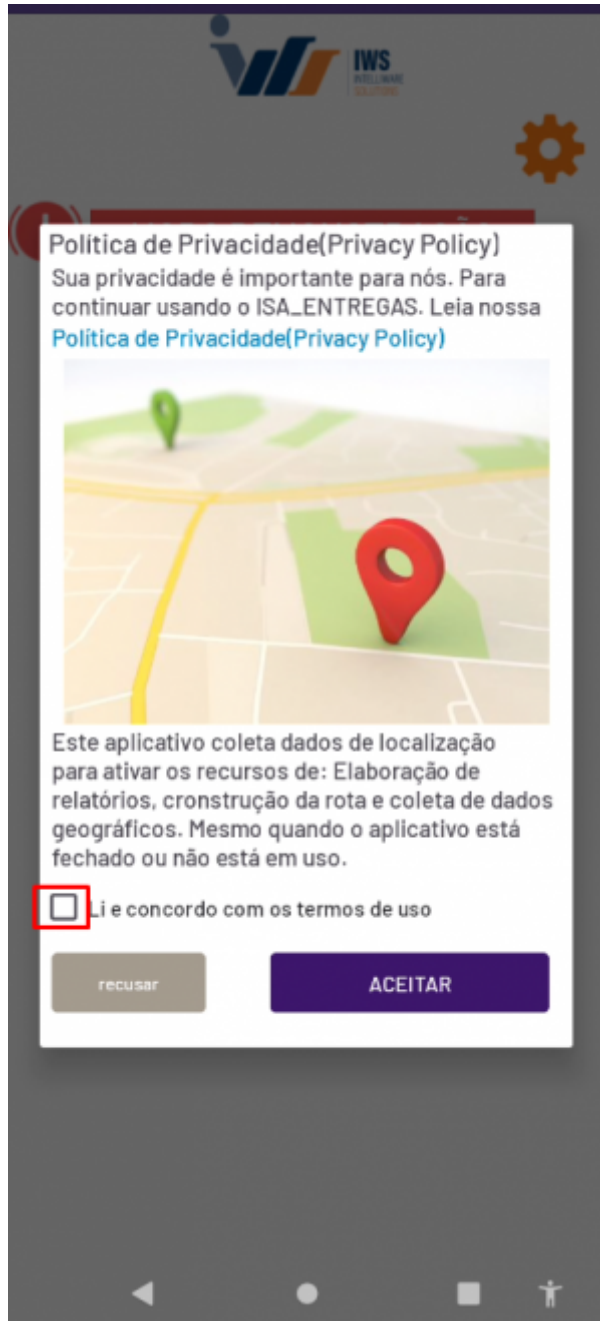 IWS
INTELLIWARE
SOLUTIONS
Política de Privacidade(Privacy Policy)
Sua privacidade é importante para nós. Para
continuar usando o ISA_ENTREGAS. Leia nossa
Política de Privacidade(Privacy Policy)
Este aplicativo coleta dados de localização
para ativar os recursos de: Elaboração de
relatórios, cronstrução da rota e coleta de dados
geográficos. Mesmo quando o aplicativo está
fechado ou não está em uso.
Li e concordo com os termos de uso
recusar
ACEITAR